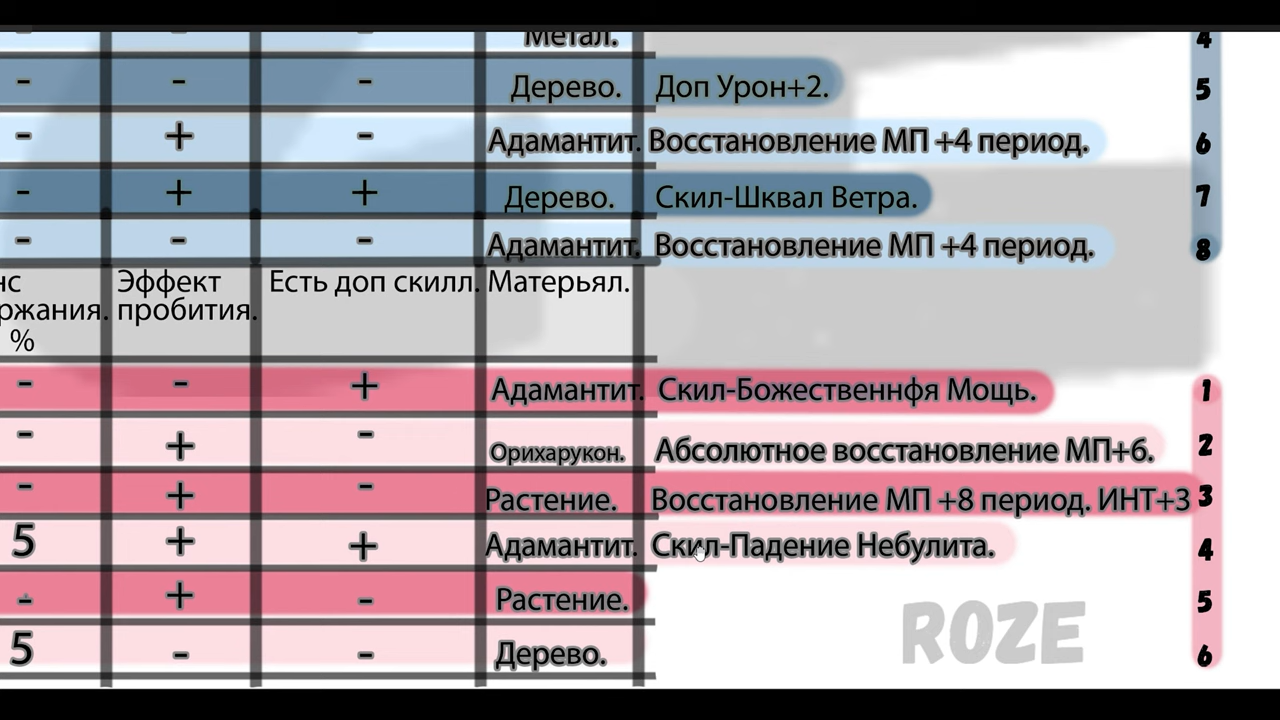 Метал. 4
- - - Дерево. Доп Урон+2. 5
- + - Адамантит. Восстановление МП +4 период. 6
- + + Дерево. Скил-Шквал Ветра. 7
- - - Адамантит. Восстановление МП +4 период. 8
нс Эффект Есть доп скилл. Матерьял.
ржания. пробития.
%
- - + Адамантит. Скил-Божественнфя Мощь. 1
- + - Орихарукон. Абсолютное восстановление МП+6. 2
- + - Растение. Восстановление МП +8 период. ИНТ+3 3
5 + + Адамантит. Скил-Падение Небулита. 4
- + - Растение. 5
5 - - Дерево. 6
ROZE